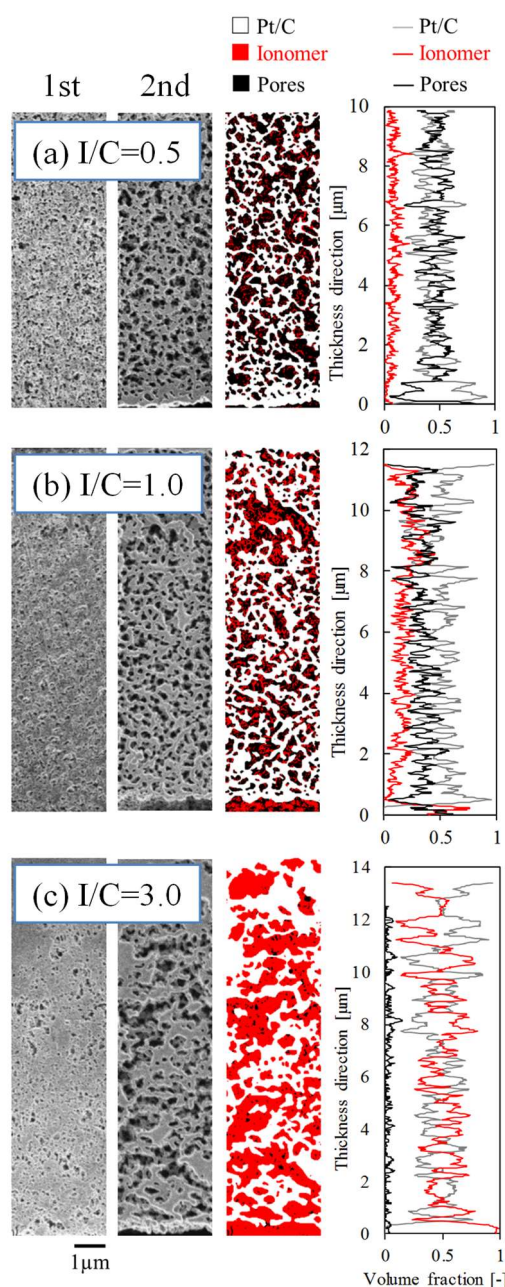 Pt/C
Ionomer
Pores
Pt/C
Ionomer
Pores
1st
2nd
(a) I/C=0.5
Thickness direction [μm]
10
8
6
4
2
0
0 0.5 1
(b) I/C=1.0
Thickness direction [μm]
12
10
8
6
4
2
0
0 0.5 1
(c) I/C=3.0
Thickness direction [μm]
14
12
10
8
6
4
2
0
0 0.5 1
1μm
Volume fraction [-]